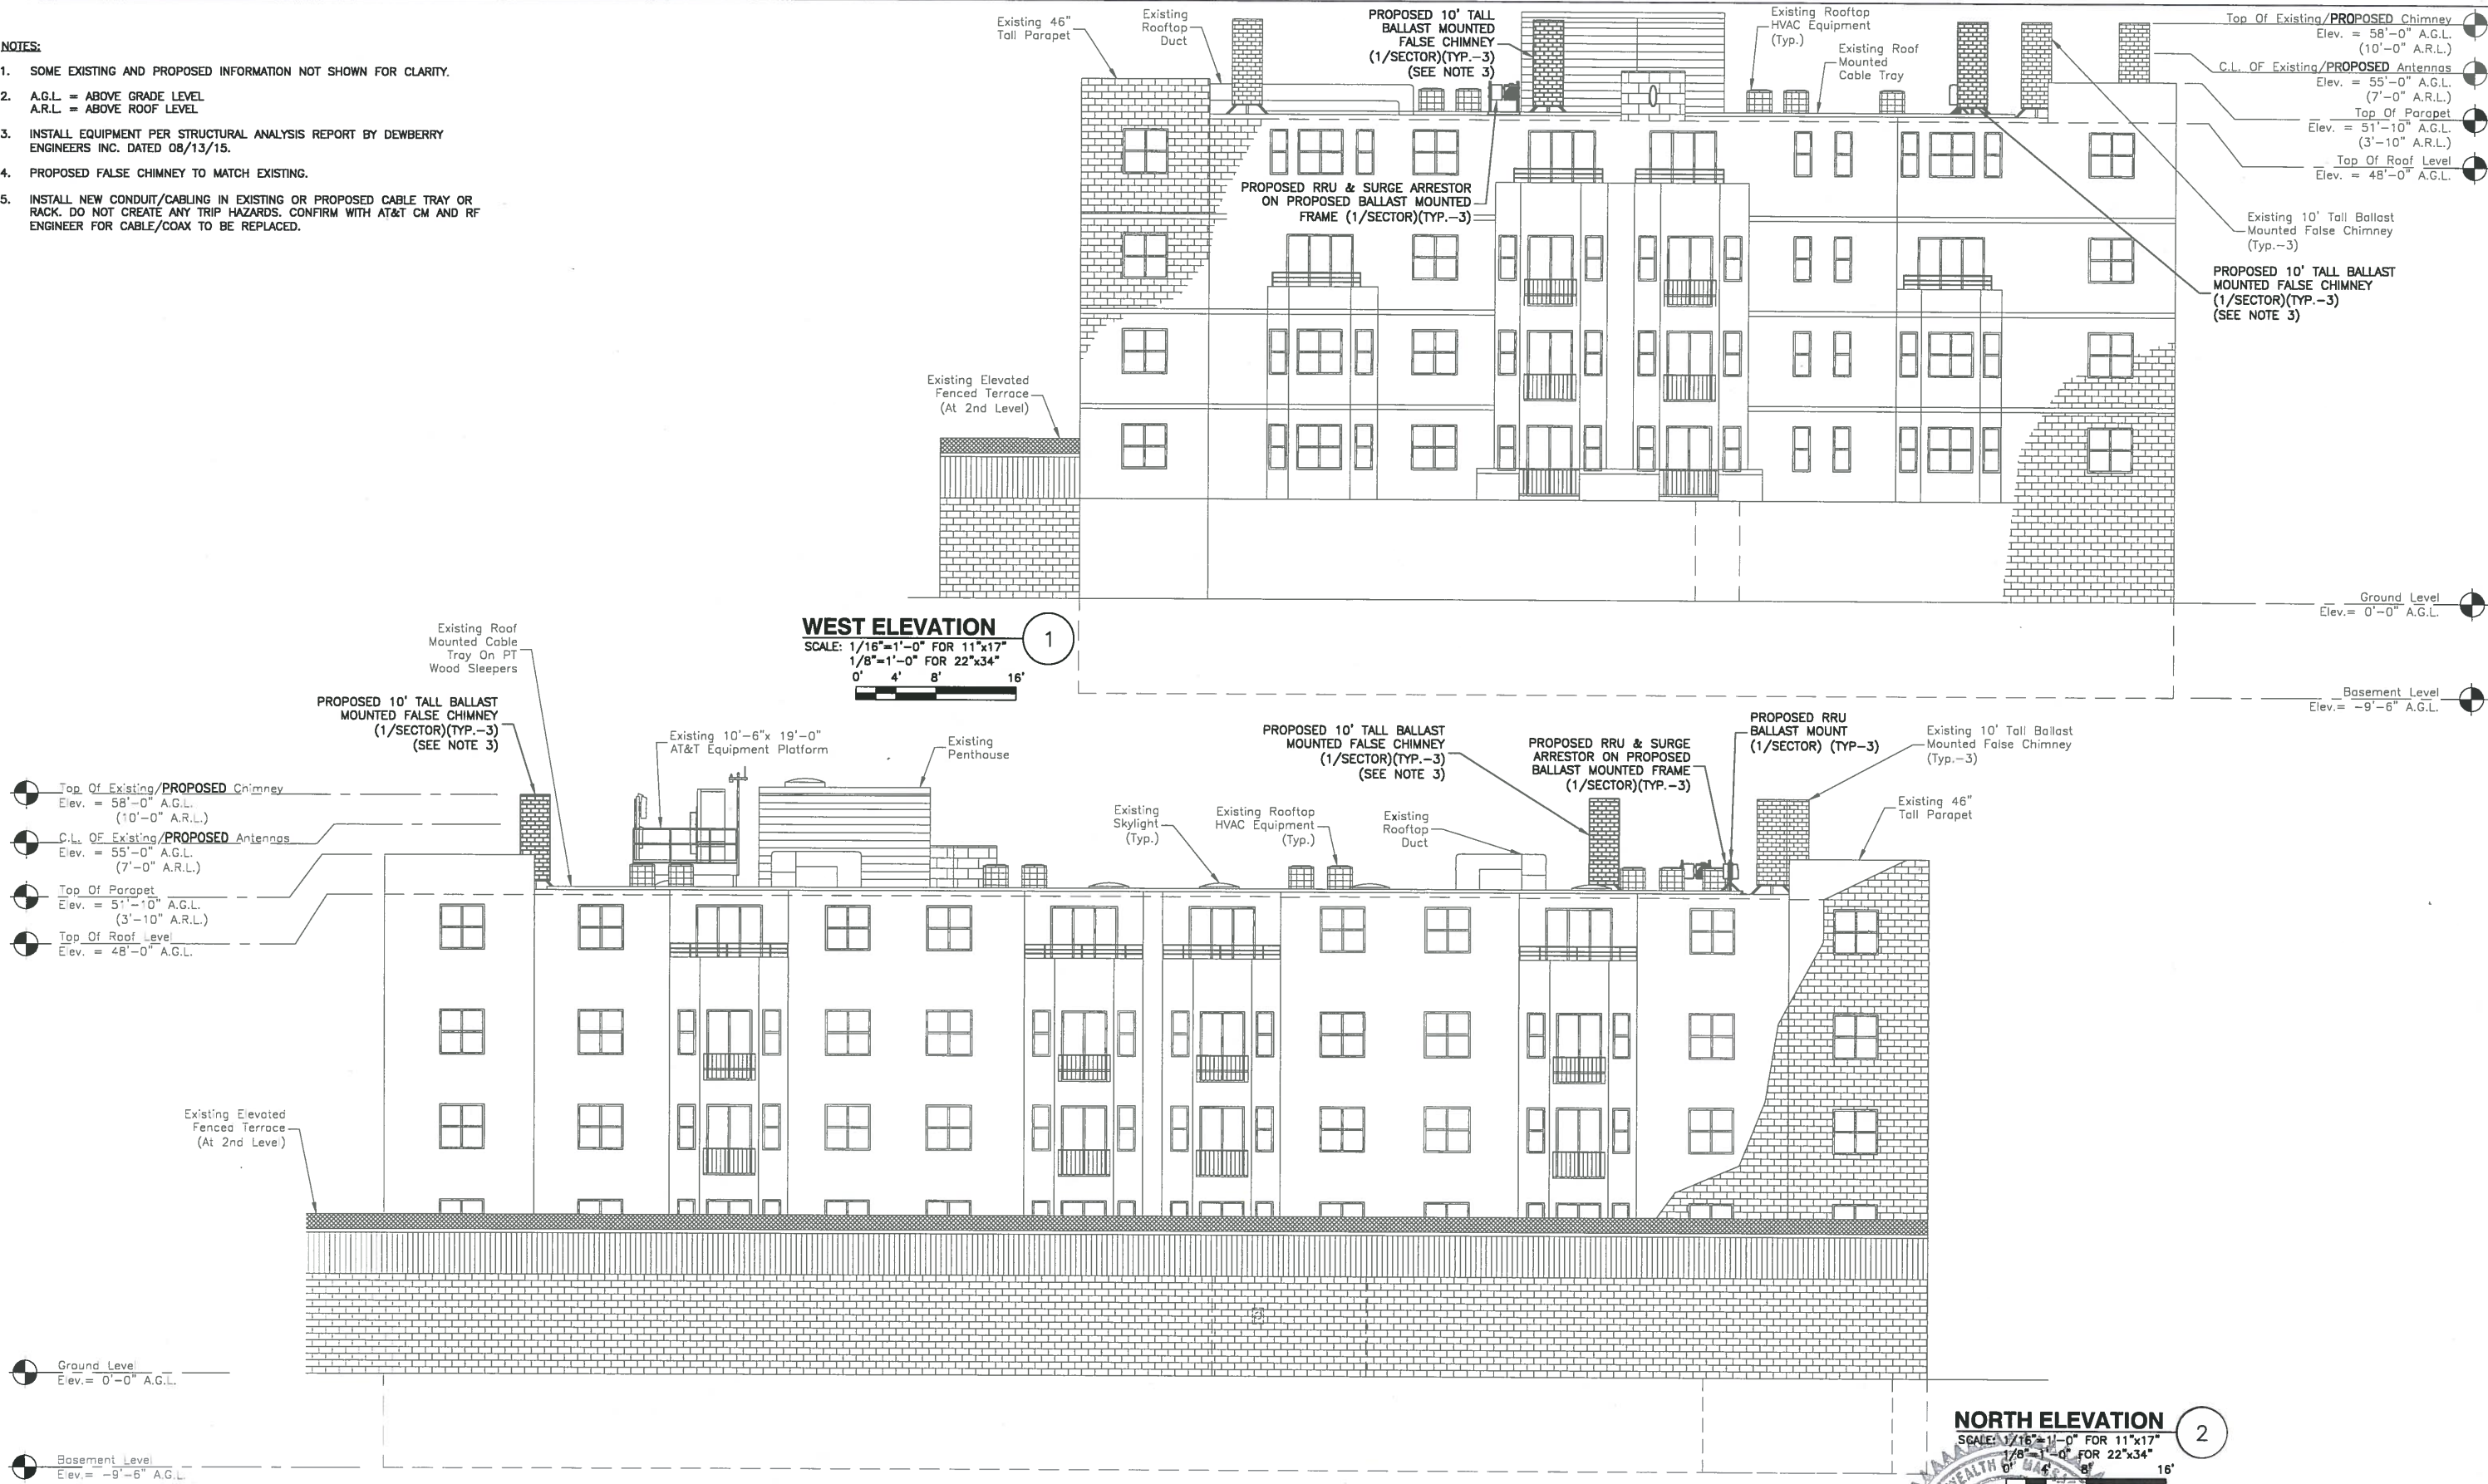 NOTES:
1. SOME EXISTING AND PROPOSED INFORMATION NOT SHOWN FOR CLARITY.
2. A.G.L. = ABOVE GRADE LEVEL
A.R.L. = ABOVE ROOF LEVEL
3. INSTALL EQUIPMENT PER STRUCTURAL ANALYSIS REPORT BY DEWBERRY
ENGINEERS INC. DATED 08/13/15.
4. PROPOSED FALSE CHIMNEY TO MATCH EXISTING.
5. INSTALL NEW CONDUIT/CABLING IN EXISTING OR PROPOSED CABLE TRAY OR
RACK. DO NOT CREATE ANY TRIP HAZARDS. CONFIRM WITH AT&T CM AND RF
ENGINEER FOR CABLE/COAX TO BE REPLACED.
Existing 46"
Tall Parapet
Existing
Rooftop
Duct
PROPOSED 10' TALL
BALLAST MOUNTED
FALSE CHIMNEY
(1/SECTOR)(TYP.-3)
(SEE NOTE 3)
Existing Rooftop
HVAC Equipment
(Typ.)
Existing Roof
Mounted
Cable Tray
Top Of Existing/PROPOSED Chimney
Elev. = 58'-0" A.G.L.
(10'-0" A.R.L.)
C.L. OF Existing/PROPOSED Antennas
Elev. = 55'-0" A.G.L.
(7'-0" A.R.L.)
Top Of Parapet
Elev. = 51'-10" A.G.L.
(3'-10" A.R.L.)
Top Of Roof Level
Elev. = 48'-0" A.G.L.
PROPOSED RRU & SURGE ARRESTOR
ON PROPOSED BALLAST MOUNTED
FRAME (1/SECTOR)(TYP.-3)
Existing 10' Tall Ballast
Mounted False Chimney
(Typ.-3)
PROPOSED 10' TALL BALLAST
MOUNTED FALSE CHIMNEY
(1/SECTOR)(TYP.-3)
(SEE NOTE 3)
Existing Elevated
Fenced Terrace
(At 2nd Level)
Ground Level
Elev.= 0'-0" A.G.L.
Basement Level
Elev.= -9'-6" A.G.L.
WEST ELEVATION
1
SCALE: 1/16"=1'-0" FOR 11"x17"
1/8"=1'-0" FOR 22"x34"
0' 4' 8' 16'
Existing Roof
Mounted Cable
Tray On PT
Wood Sleepers
PROPOSED 10' TALL BALLAST
MOUNTED FALSE CHIMNEY
(1/SECTOR)(TYP.-3)
(SEE NOTE 3)
Existing 10'-6"x 19'-0"
AT&T Equipment Platform
Existing
Penthouse
PROPOSED 10' TALL BALLAST
MOUNTED FALSE CHIMNEY
(1/SECTOR)(TYP.-3)
(SEE NOTE 3)
PROPOSED RRU & SURGE
ARRESTOR ON PROPOSED
BALLAST MOUNTED FRAME
(1/SECTOR)(TYP.-3)
PROPOSED RRU
BALLAST MOUNT
(1/SECTOR) (TYP-3)
Existing 10' Tall Ballast
Mounted False Chimney
(Typ.-3)
Existing 46"
Tall Parapet
Existing
Skylight
(Typ.)
Existing Rooftop
HVAC Equipment
(Typ.)
Existing
Rooftop
Duct
Top Of Existing/PROPOSED Chimney
Elev. = 58'-0" A.G.L.
(10'-0" A.R.L.)
C.L. OF Existing/PROPOSED Antennas
Elev. = 55'-0" A.G.L.
(7'-0" A.R.L.)
Top Of Parapet
Elev. = 51'-10" A.G.L.
(3'-10" A.R.L.)
Top Of Roof Level
Elev. = 48'-0" A.G.L.
Existing Elevated
Fenced Terrace
(At 2nd Level)
Ground Level
Elev.= 0'-0" A.G.L.
Basement Level
Elev.= -9'-6" A.G.L.
NORTH ELEVATION
2
SCALE: 1/16"=1'-0" FOR 11"x17"
1/8"=1'-0" FOR 22"x34"
0' 4' 8' 16'